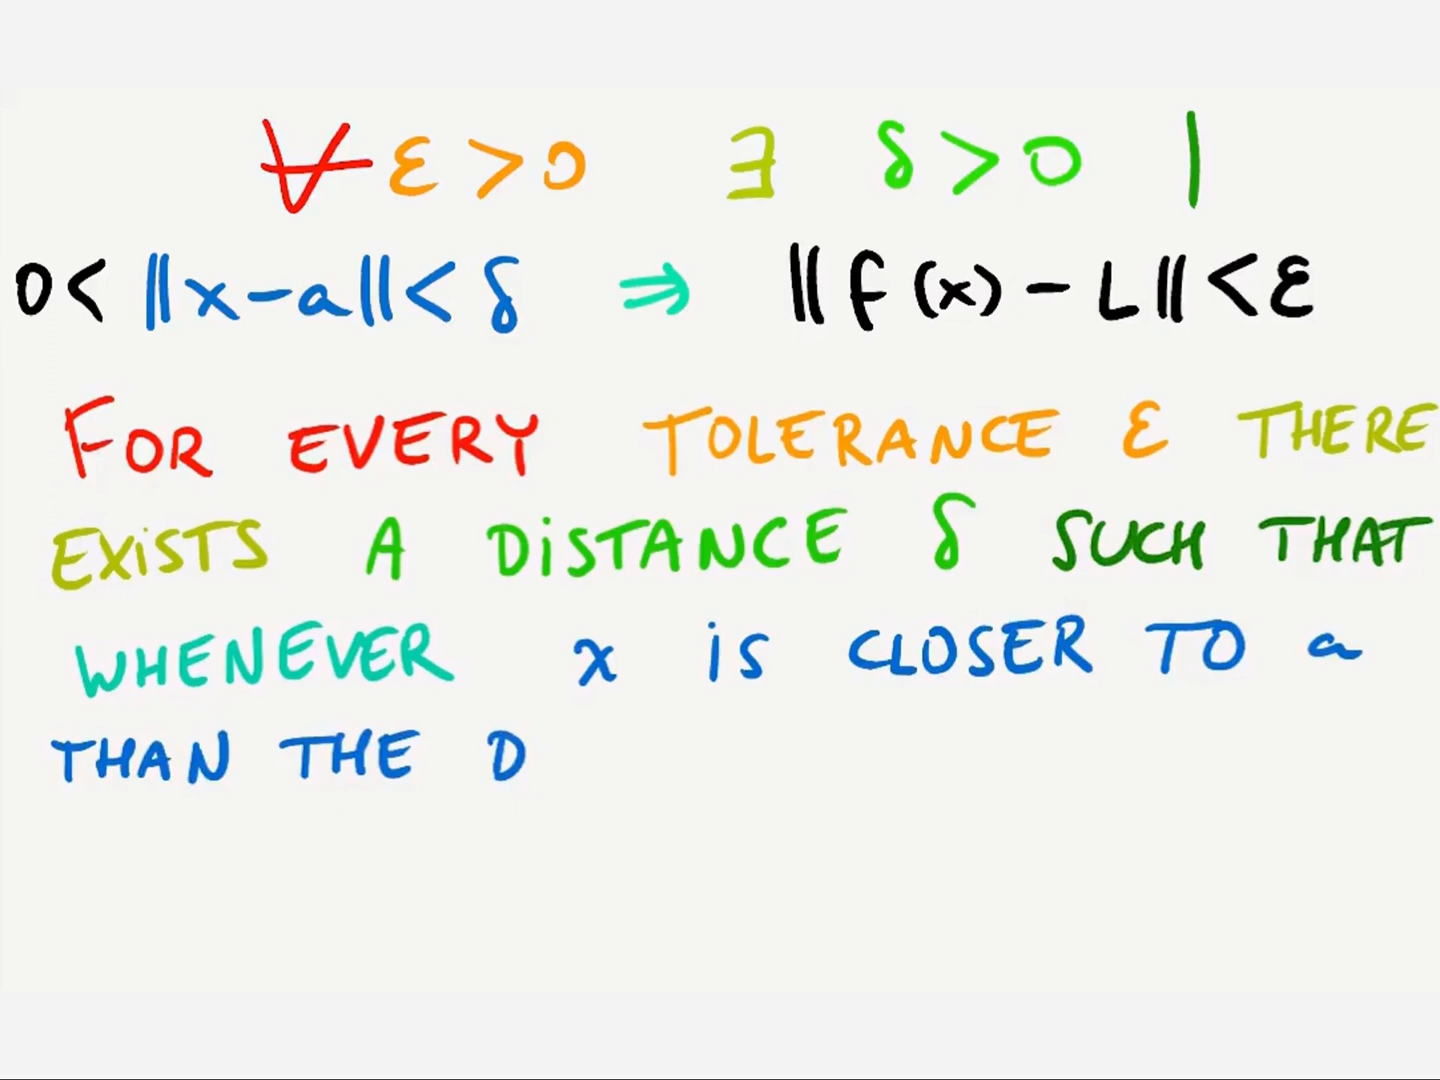 ∀ ε > 0 ∃ δ > 0 |
0 < ‖x - a‖ < δ ⇒ ‖f(x) - L‖ < ε
FOR EVERY TOLERANCE ε THERE
EXISTS A DISTANCE δ SUCH THAT
WHENEVER x IS CLOSER TO a
THAN THE D